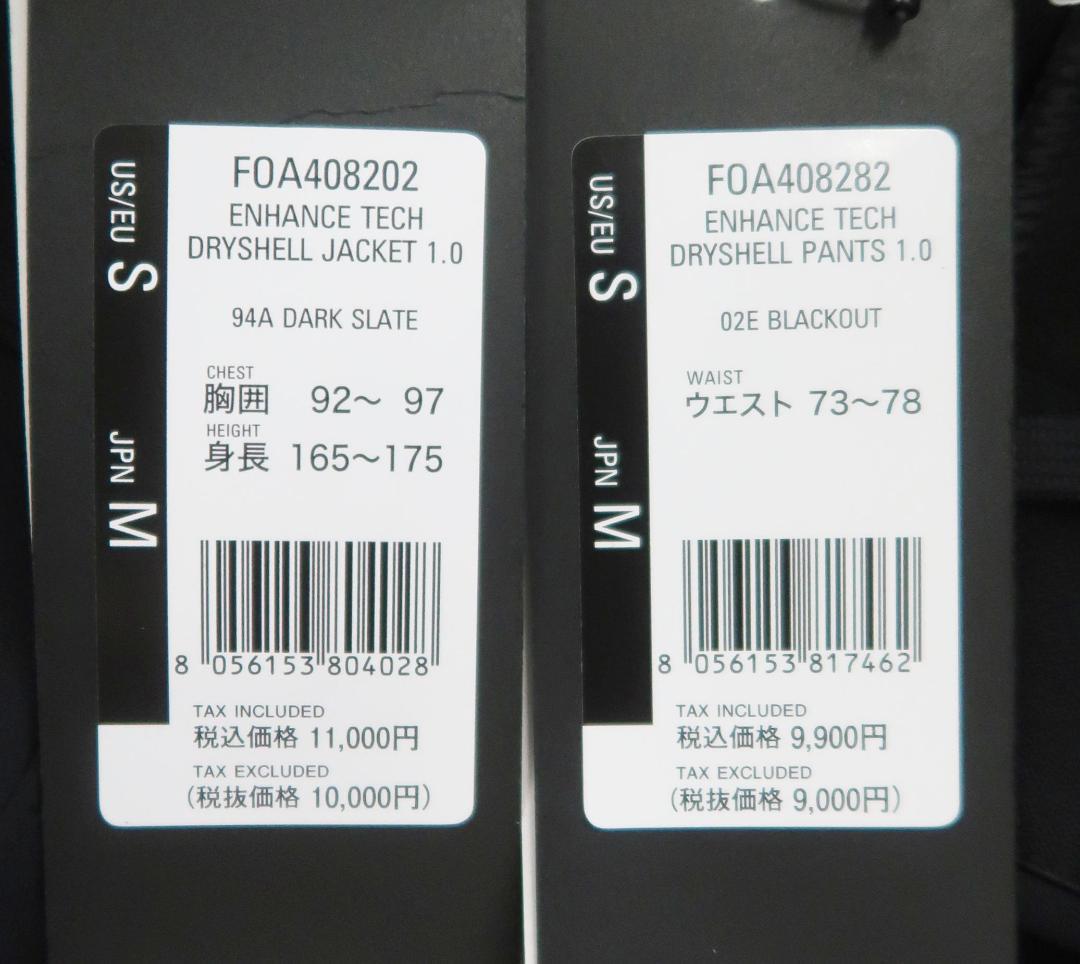 US/EU S
JPN M
FOA408202
ENHANCE TECH
DRYSHELL JACKET 1.0
94A DARK SLATE
CHEST
胸囲 92〜 97
HEIGHT
身長 165〜175
8 056153 804028
TAX INCLUDED
税込価格 11,000円
TAX EXCLUDED
(税抜価格 10,000円)
US/EU S
JPN M
FOA408282
ENHANCE TECH
DRYSHELL PANTS 1.0
02E BLACKOUT
WAIST
ウエスト 73〜78
8 056153 817462
TAX INCLUDED
税込価格 9,900円
TAX EXCLUDED
(税抜価格 9,000円)